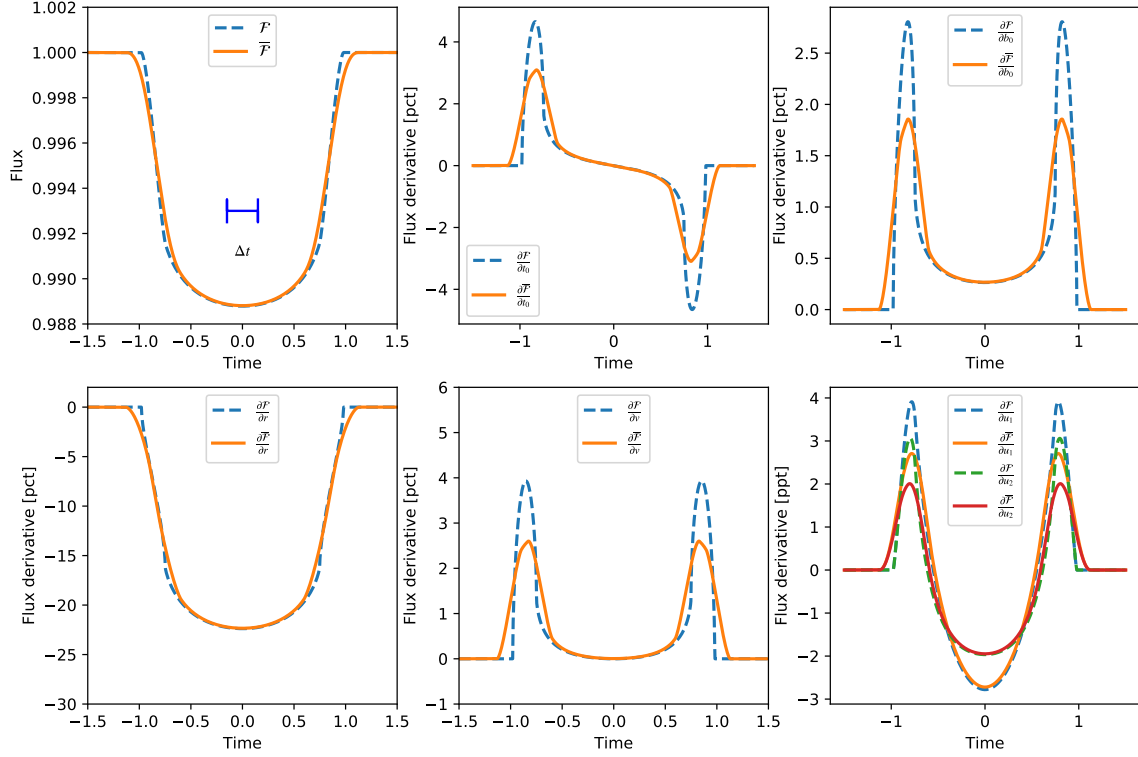 1.002
1.000
0.998
0.996
0.994
0.992
0.990
0.988
Flux
−1.5 −1.0 −0.5 0.0 0.5 1.0 1.5
Time
F
F̅
Δt
4
2
0
−2
−4
Flux derivative [pct]
−1 0 1
Time
∂F/∂t₀
∂F̅/∂t₀
2.5
2.0
1.5
1.0
0.5
0.0
Flux derivative [pct]
−1 0 1
Time
∂F/∂b₀
∂F̅/∂b₀
0
−5
−10
−15
−20
−25
−30
Flux derivative [pct]
−1.5 −1.0 −0.5 0.0 0.5 1.0 1.5
Time
∂F/∂r
∂F̅/∂r
6
5
4
3
2
1
0
−1
Flux derivative [pct]
−1.5 −1.0 −0.5 0.0 0.5 1.0 1.5
Time
∂F/∂v
∂F̅/∂v
4
3
2
1
0
−1
−2
−3
Flux derivative [ppt]
−1 0 1
Time
∂F/∂u₁
∂F̅/∂u₁
∂F/∂u₂
∂F̅/∂u₂